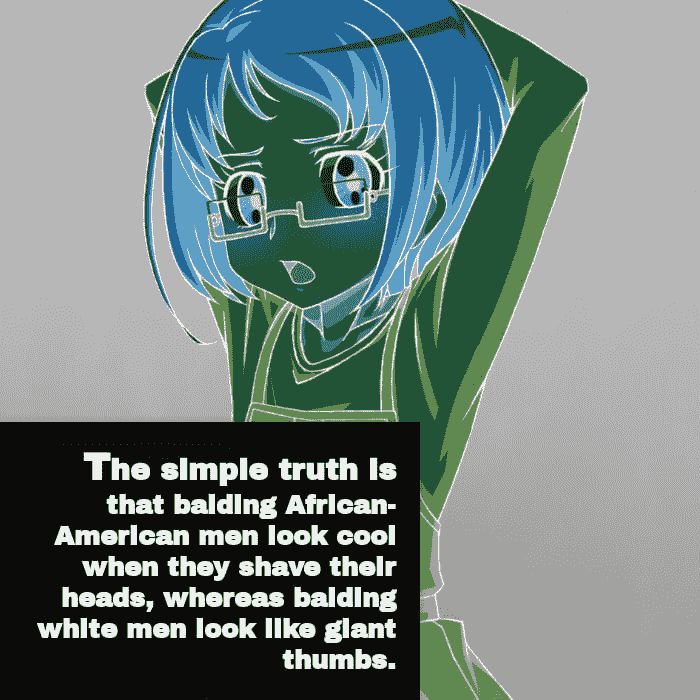 The simple truth is
that balding African-
American men look cool
when they shave their
heads, whereas balding
white men look like giant
thumbs.